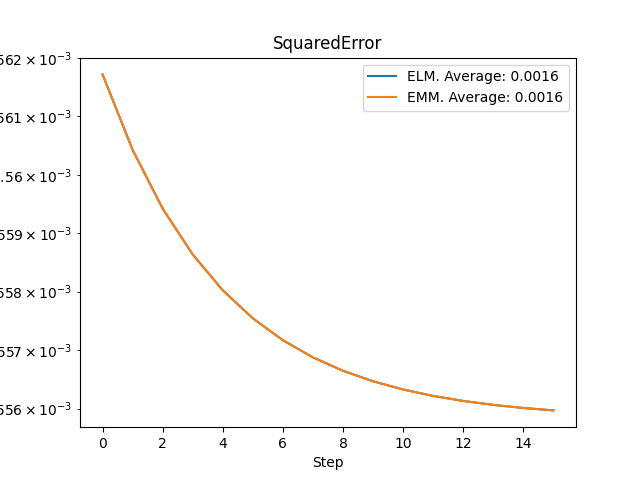 SquaredError
ELM. Average: 0.0016
EMM. Average: 0.0016
562 × 10⁻³
561 × 10⁻³
.56 × 10⁻³
559 × 10⁻³
558 × 10⁻³
557 × 10⁻³
556 × 10⁻³
0 2 4 6 8 10 12 14
Step